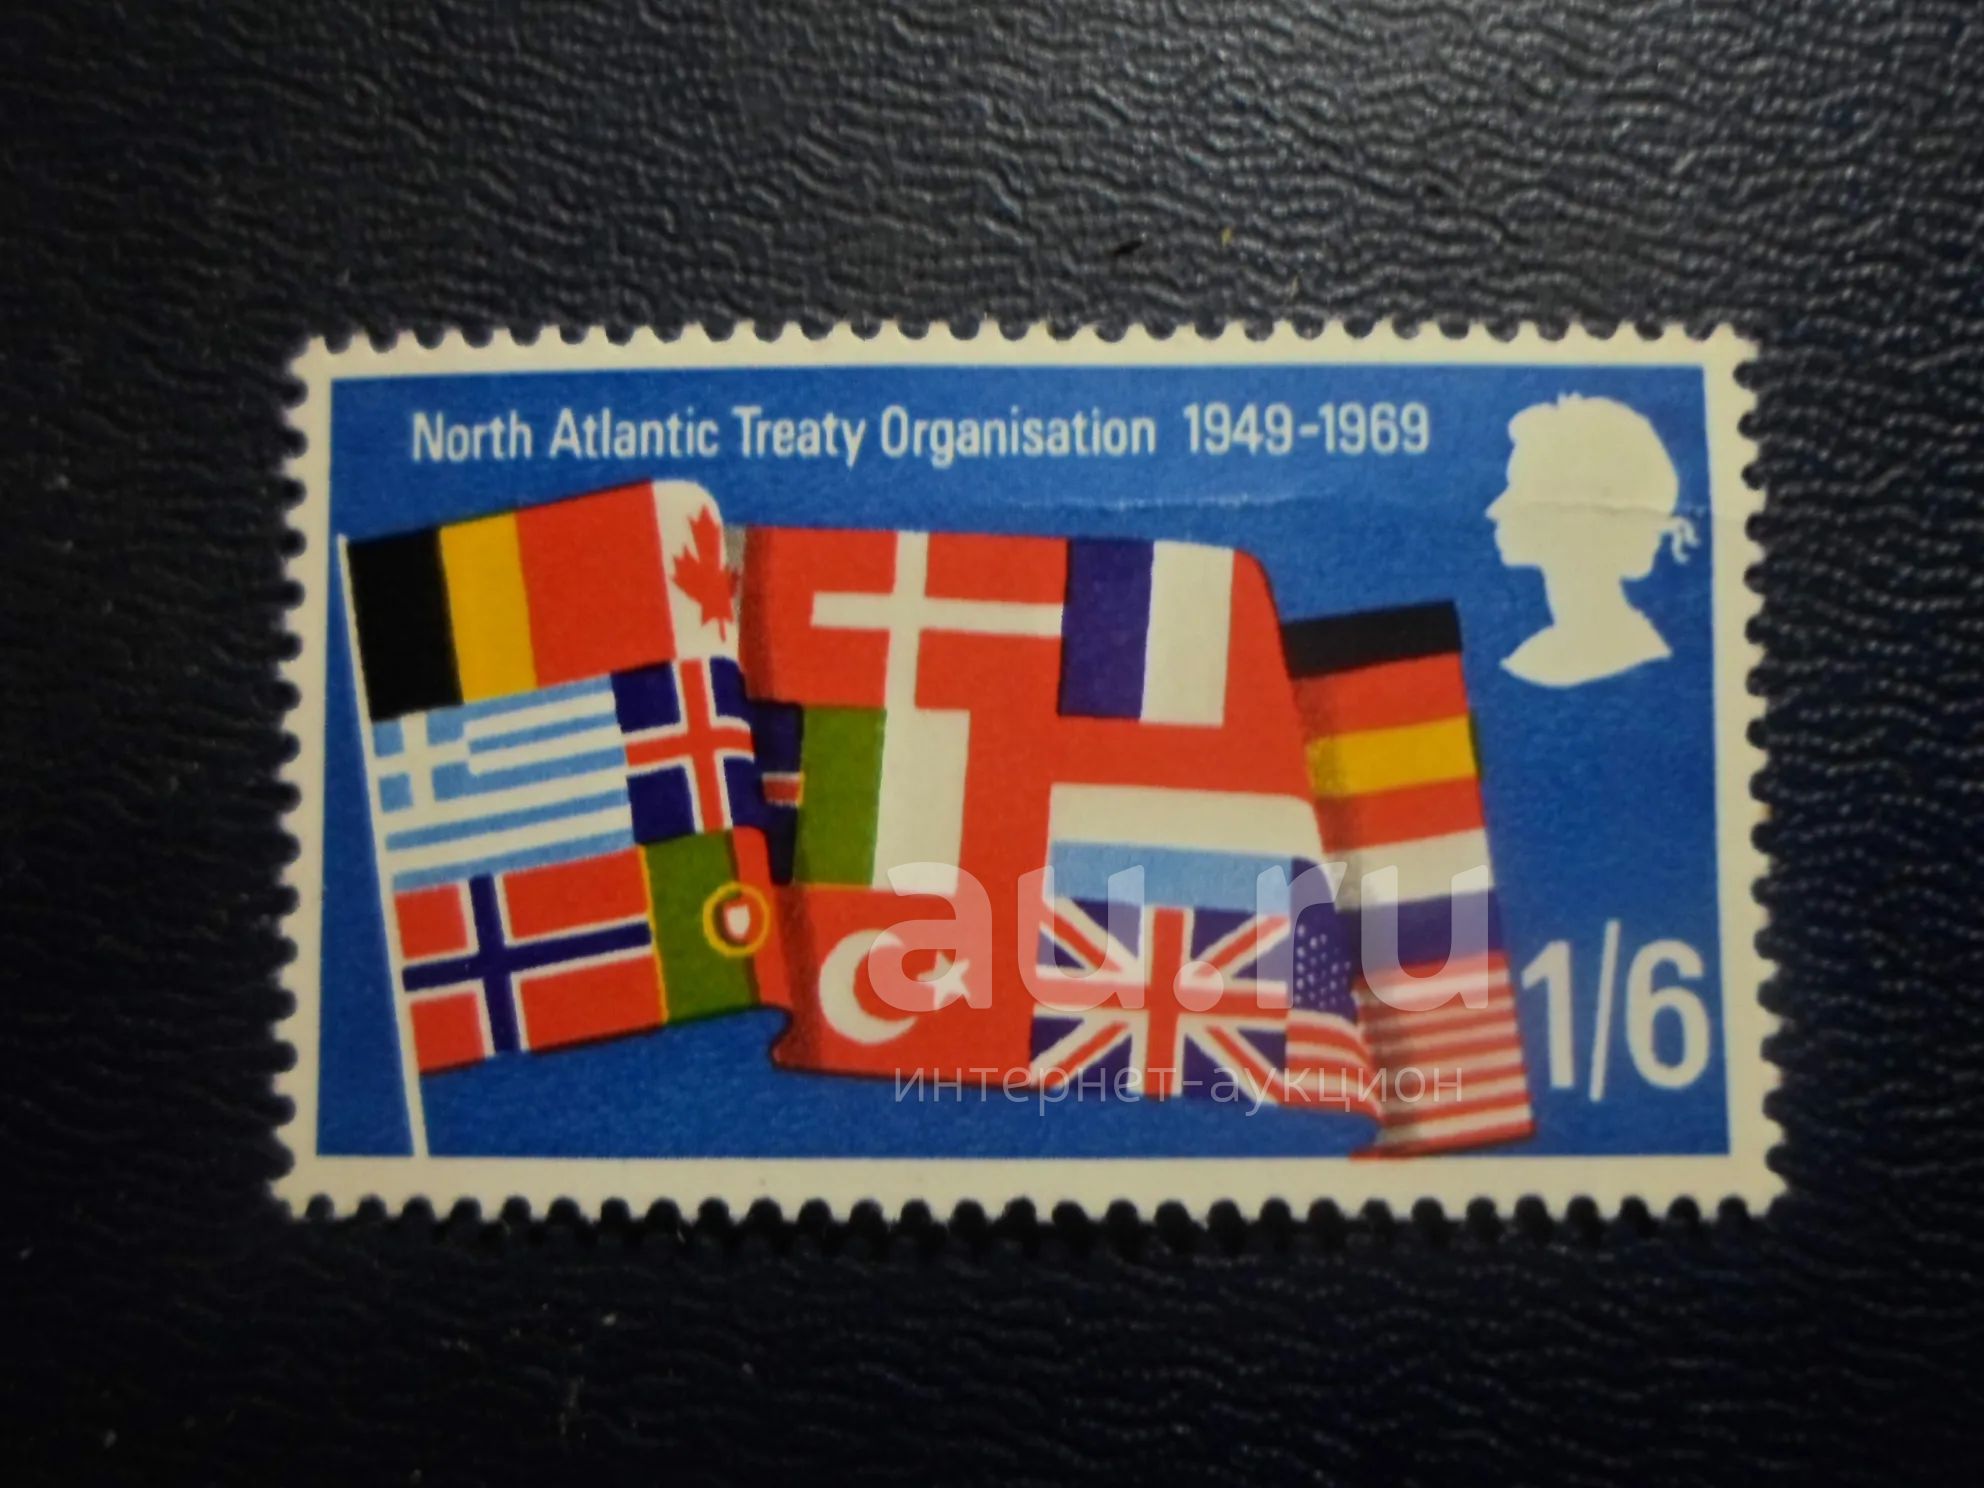 North Atlantic Treaty Organisation 1949-1969
1/6
au.ru
интернет-аукцион